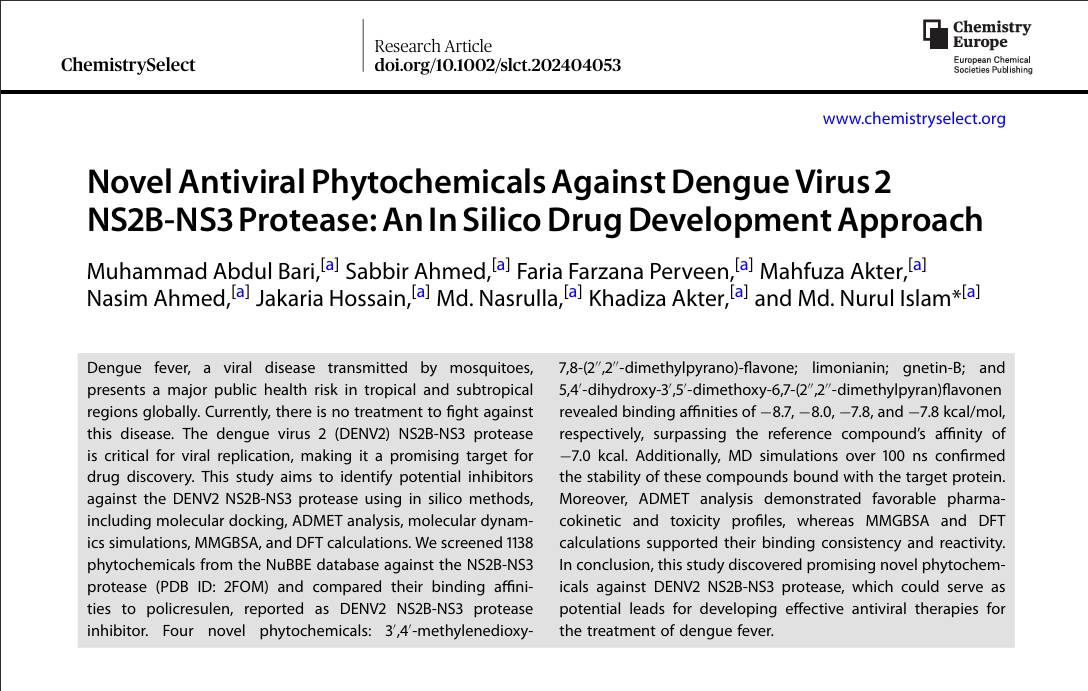 ChemistrySelect
Research Article
doi.org/10.1002/slct.202404053
Chemistry
Europe
European Chemical
Societies Publishing
www.chemistryselect.org
Novel Antiviral Phytochemicals Against Dengue Virus 2
NS2B-NS3 Protease: An In Silico Drug Development Approach
Muhammad Abdul Bari,[a] Sabbir Ahmed,[a] Faria Farzana Perveen,[a] Mahfuza Akter,[a]
Nasim Ahmed,[a] Jakaria Hossain,[a] Md. Nasrulla,[a] Khadiza Akter,[a] and Md. Nurul Islam*[a]
Dengue fever, a viral disease transmitted by mosquitoes,
presents a major public health risk in tropical and subtropical
regions globally. Currently, there is no treatment to fight against
this disease. The dengue virus 2 (DENV2) NS2B-NS3 protease
is critical for viral replication, making it a promising target for
drug discovery. This study aims to identify potential inhibitors
against the DENV2 NS2B-NS3 protease using in silico methods,
including molecular docking, ADMET analysis, molecular dynam-
ics simulations, MMGBSA, and DFT calculations. We screened 1138
phytochemicals from the NuBBE database against the NS2B-NS3
protease (PDB ID: 2FOM) and compared their binding affini-
ties to policresulen, reported as DENV2 NS2B-NS3 protease
inhibitor. Four novel phytochemicals: 3′,4′-methylenedioxy-
7,8-(2″,2″-dimethylpyrano)-flavone; limonianin; gnetin-B; and
5,4′-dihydroxy-3′,5′-dimethoxy-6,7-(2″,2″-dimethylpyran)flavonen
revealed binding affinities of −8.7, −8.0, −7.8, and −7.8 kcal/mol,
respectively, surpassing the reference compound's affinity of
−7.0 kcal. Additionally, MD simulations over 100 ns confirmed
the stability of these compounds bound with the target protein.
Moreover, ADMET analysis demonstrated favorable pharma-
cokinetic and toxicity profiles, whereas MMGBSA and DFT
calculations supported their binding consistency and reactivity.
In conclusion, this study discovered promising novel phytochem-
icals against DENV2 NS2B-NS3 protease, which could serve as
potential leads for developing effective antiviral therapies for
the treatment of dengue fever.